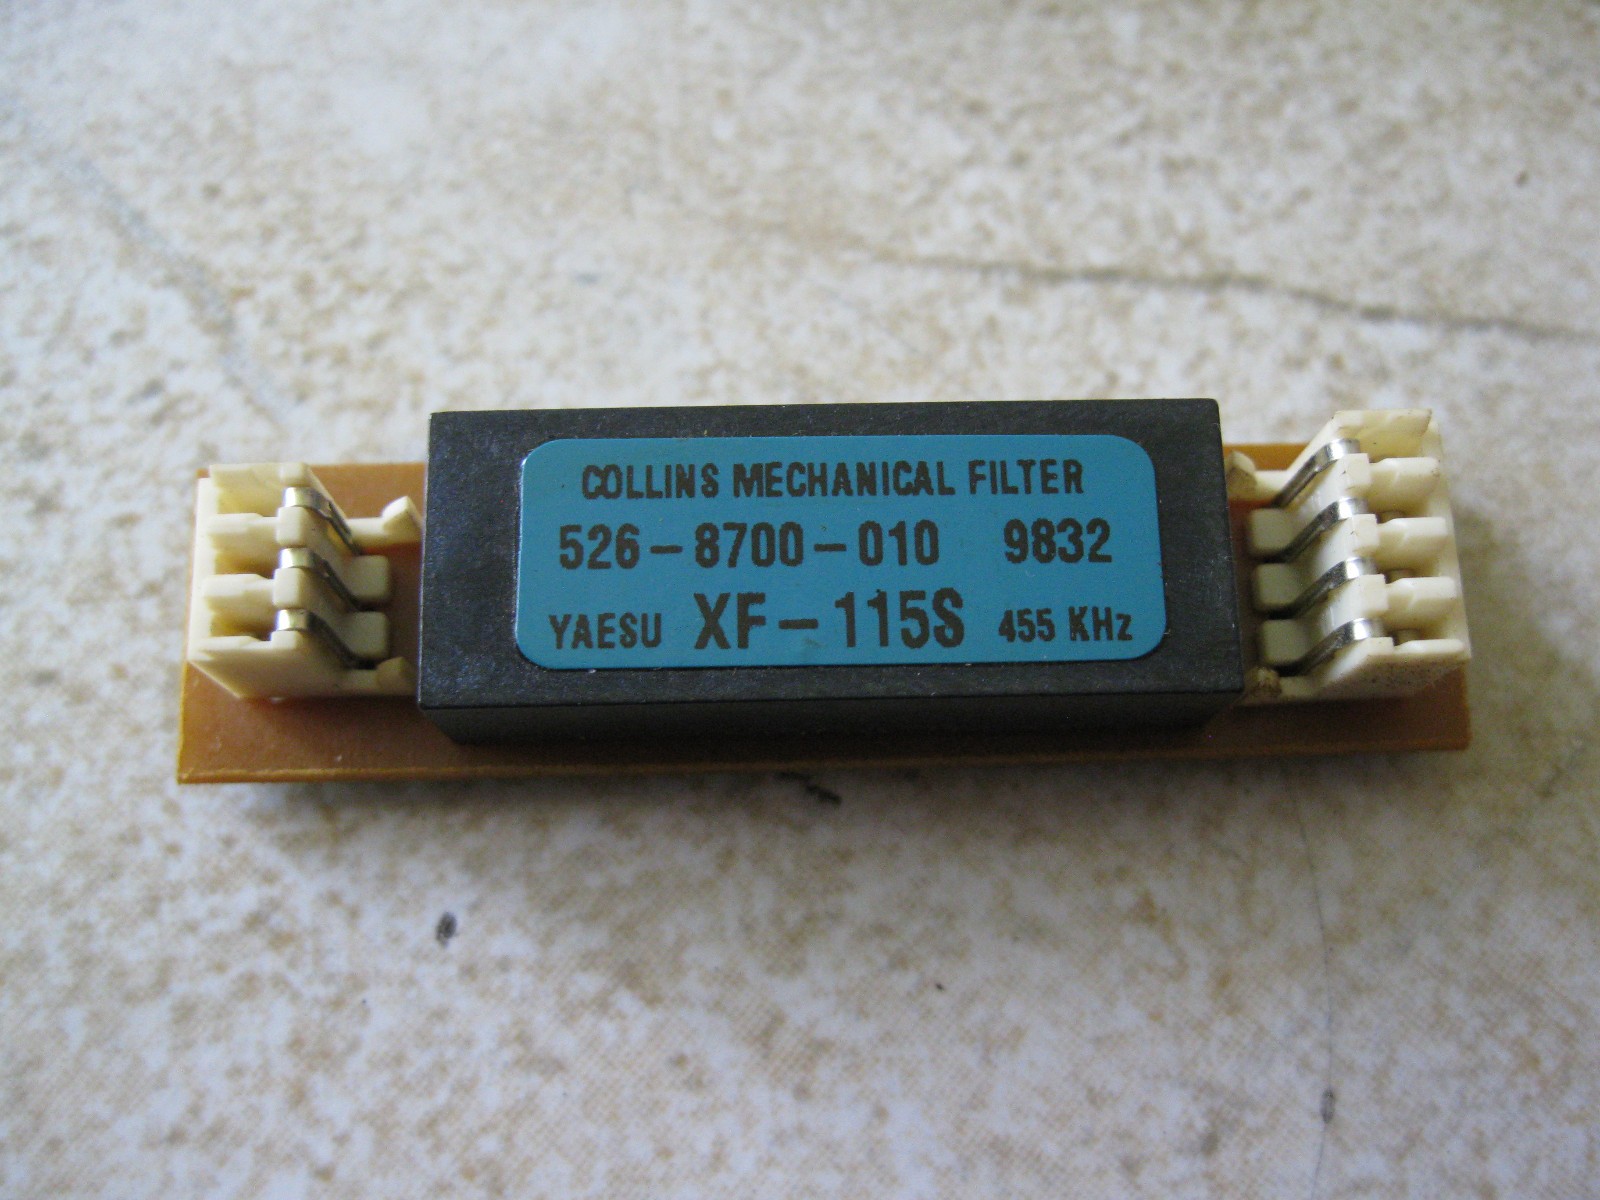 COLLINS MECHANICAL FILTER
526-8700-010 9832
YAESU XF-115S 455 KHz